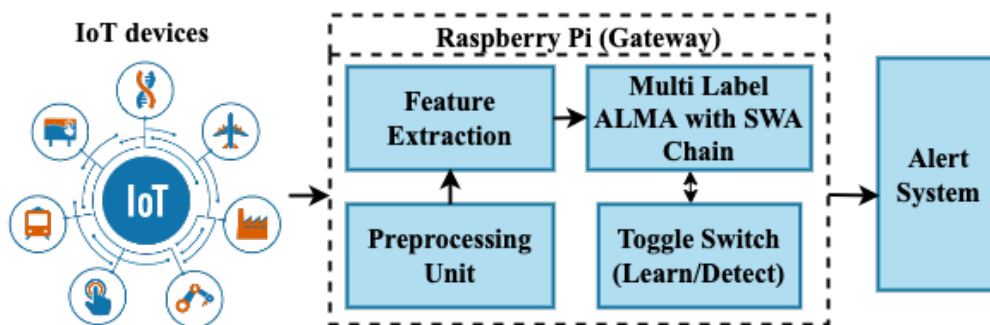 IoT devices
IoT
Raspberry Pi (Gateway)
Feature
Extraction
Multi Label
ALMA with SWA
Chain
Preprocessing
Unit
Toggle Switch
(Learn/Detect)
Alert
System